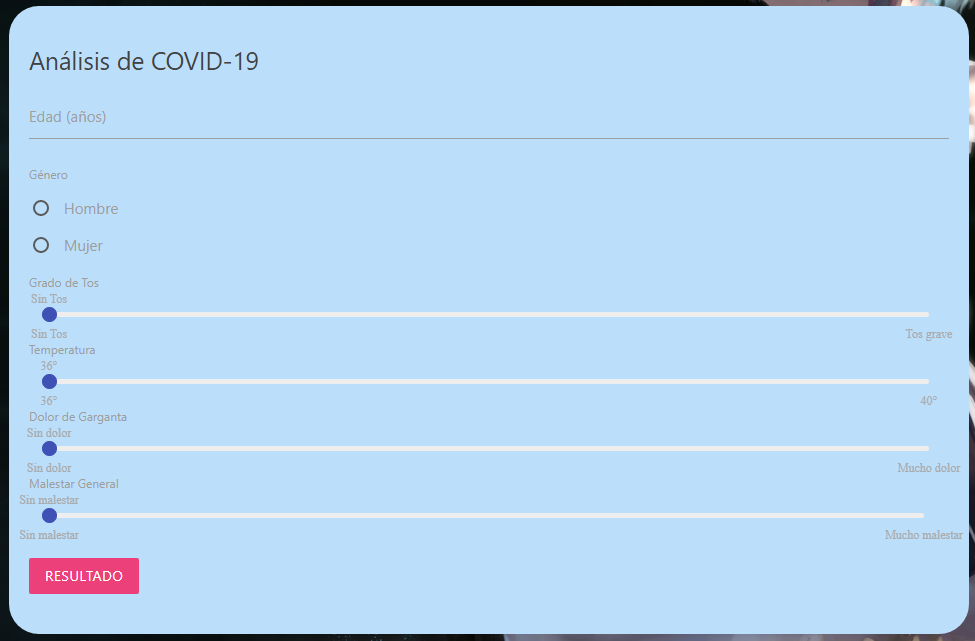 Análisis de COVID-19
Edad (años)
Género
Hombre
Mujer
Grado de Tos
Sin Tos
Sin Tos Tos grave
Temperatura
36°
36° 40°
Dolor de Garganta
Sin dolor
Sin dolor Mucho dolor
Malestar General
Sin malestar
Sin malestar Mucho malestar
RESULTADO